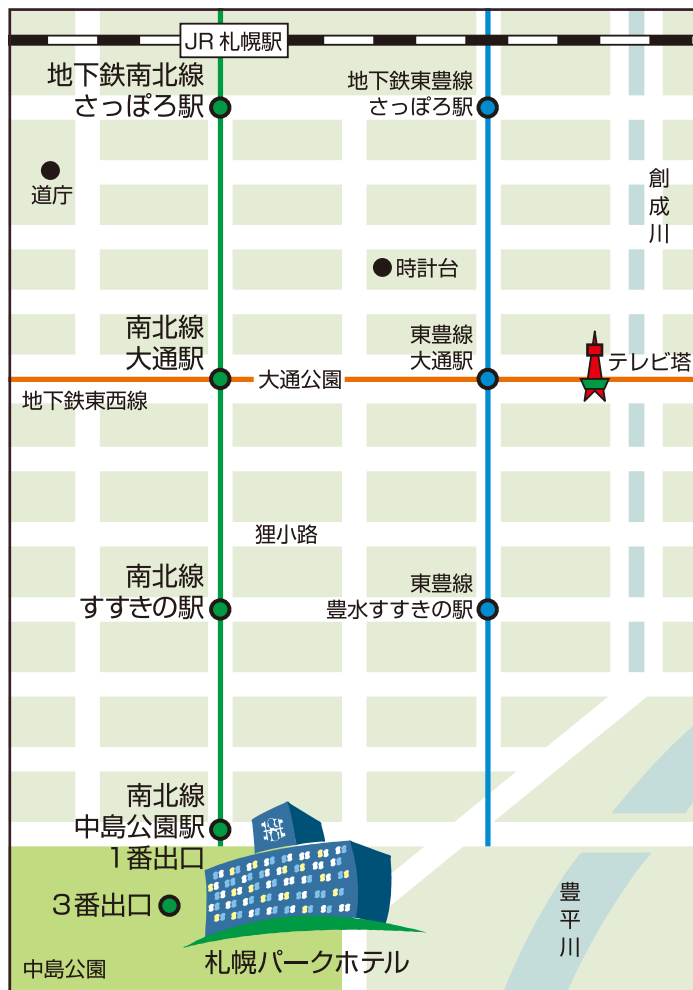 JR 札幌駅
地下鉄南北線
さっぽろ駅
地下鉄東豊線
さっぽろ駅
道庁
創成川
時計台
南北線
大通駅
東豊線
大通駅
テレビ塔
大通公園
地下鉄東西線
狸小路
南北線
すすきの駅
東豊線
豊水すすきの駅
南北線
中島公園駅
1番出口
3番出口
豊平川
札幌パークホテル
中島公園